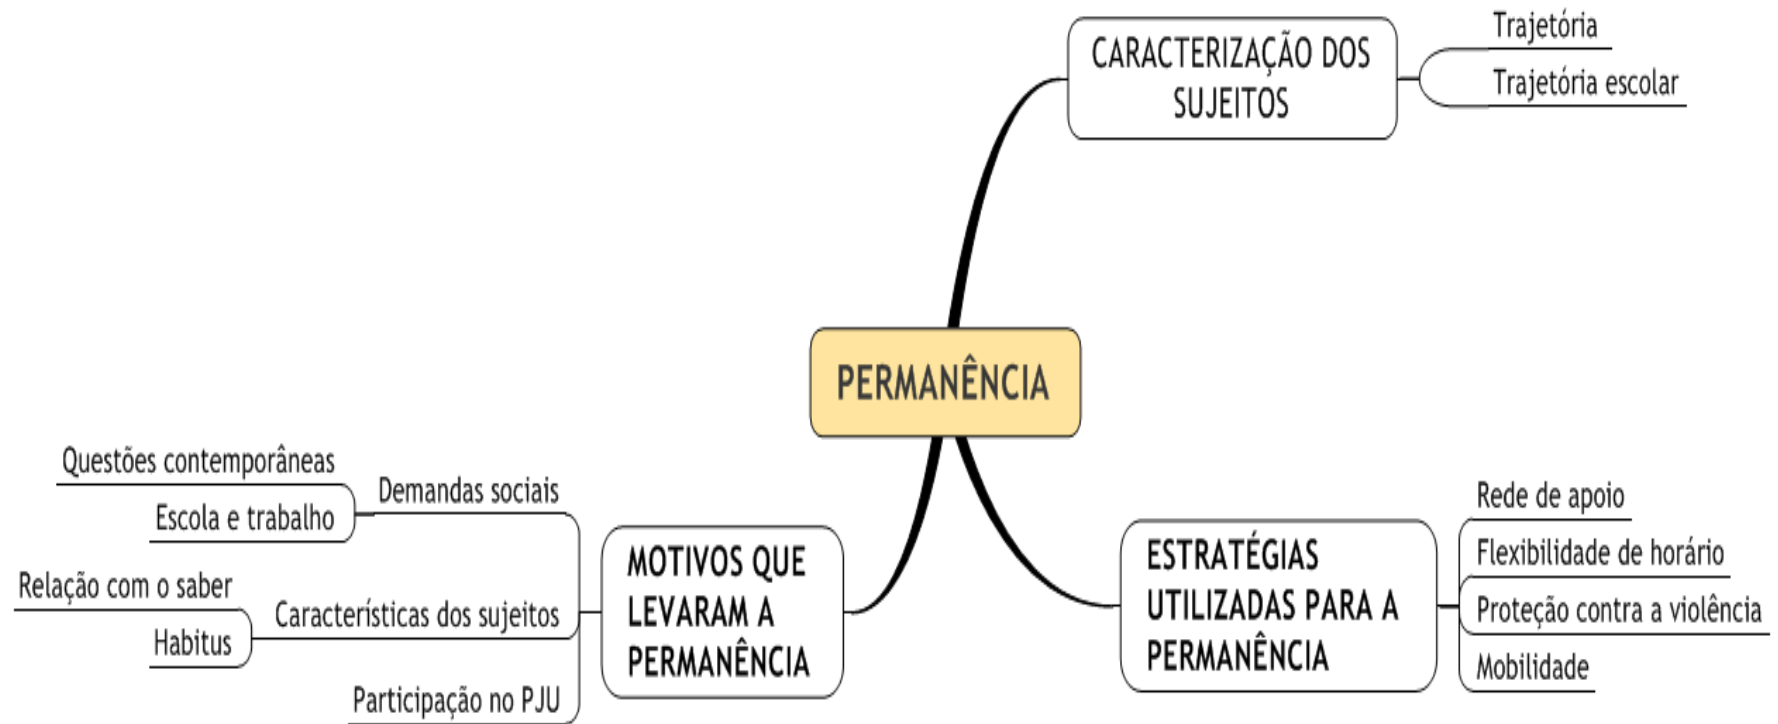 CARACTERIZAÇÃO DOS
SUJEITOS
Trajetória
Trajetória escolar
PERMANÊNCIA
Questões contemporâneas
Escola e trabalho
Demandas sociais
Relação com o saber
Habitus
Características dos sujeitos
Participação no PJU
MOTIVOS QUE
LEVARAM A
PERMANÊNCIA
ESTRATÉGIAS
UTILIZADAS PARA A
PERMANÊNCIA
Rede de apoio
Flexibilidade de horário
Proteção contra a violência
Mobilidade